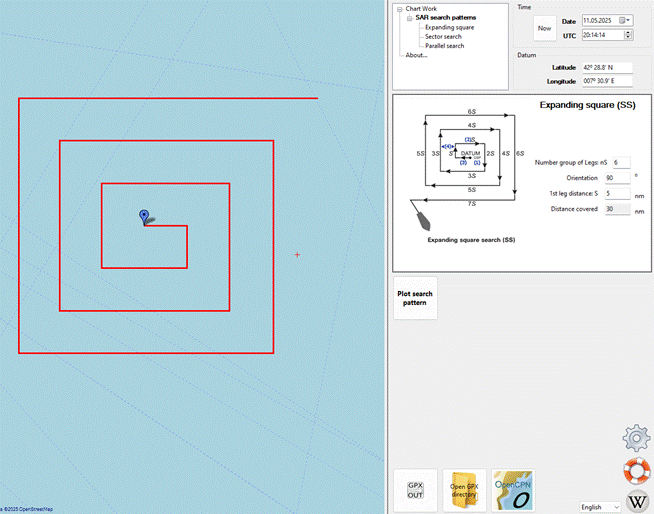 Chart Work
SAR search patterns
Expanding square
Sector search
Parallel search
About...
Time
Now
Date 11.05.2025
UTC 20:14:14
Datum
Latitude 42º 28.8' N
Longitude 007º 30.9' E
Expanding square (SS)
6S
4S
(2)S
5S 3S S DATUM 2S 4S 6S
(3) (1)
3S
5S
7S
Expanding square search (SS)
Number group of Legs: nS 6
Orientation 90 º
1st leg distance: S 5 nm
Distance covered 30 nm
Plot search
pattern
GPX
OUT
Open GPX
directory
OpenCPN
English
W
©2025 OpenStreetMap